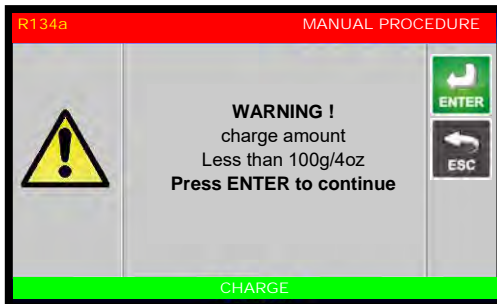 R134a MANUAL PROCEDURE
WARNING !
charge amount
Less than 100g/4oz
Press ENTER to continue
ENTER
ESC
CHARGE